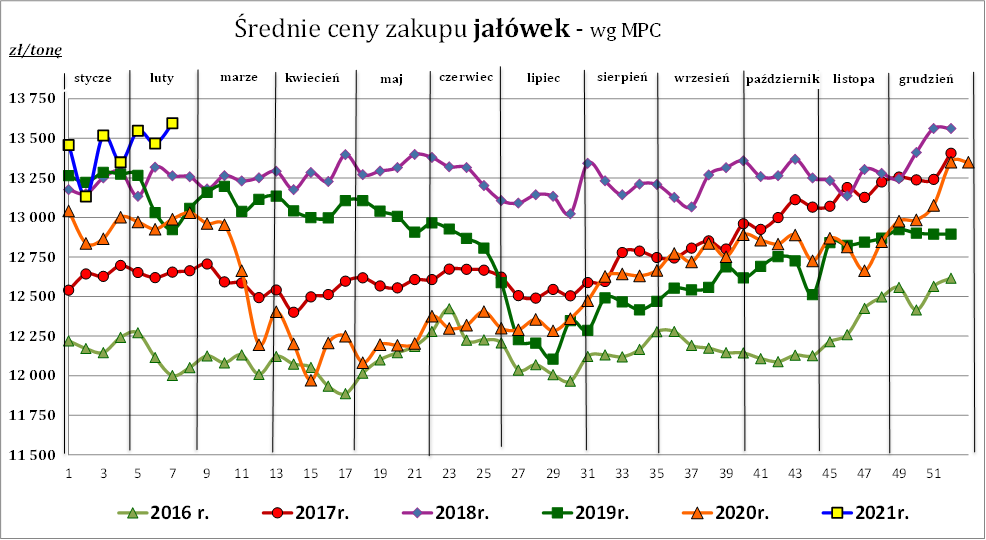 Średnie ceny zakupu jałówek - wg MPC
zł/tonę
stycze luty marze kwiecień maj czerwiec lipiec sierpień wrzesień październik listopa grudzień
13 750
13 500
13 250
13 000
12 750
12 500
12 250
12 000
11 750
11 500
1 3 5 7 9 11 13 15 17 19 21 23 25 27 29 31 33 35 37 39 41 43 45 47 49 51
2016 r. 2017r. 2018r. 2019r. 2020r. 2021r.